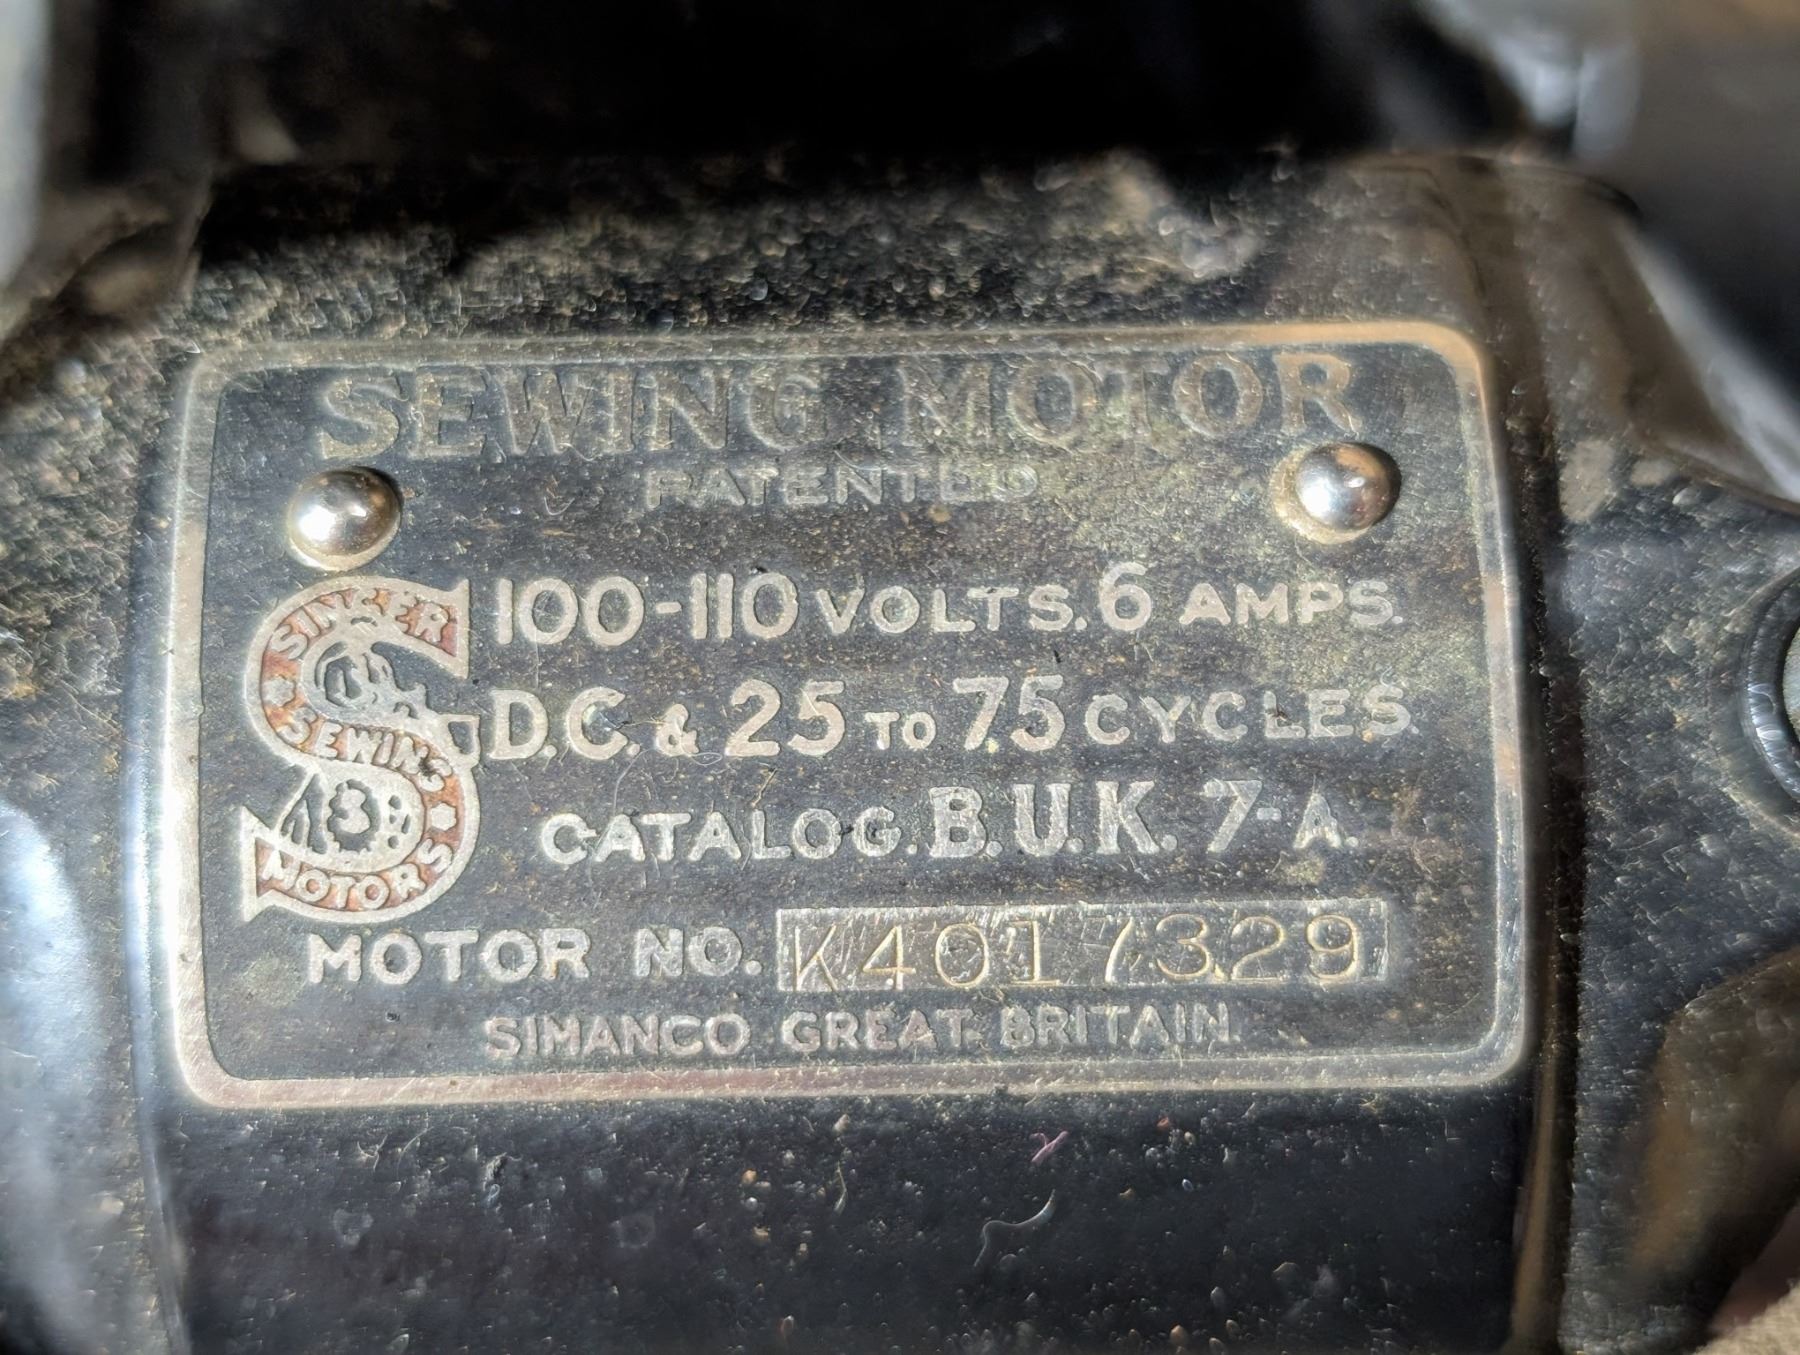 SEWING MOTOR
PATENTED
100-110 VOLTS. 6 AMPS.
D.C. & 25 TO 75 CYCLES.
CATALOG. B.U.K. 7-A.
MOTOR NO. K4017329
SIMANCO GREAT BRITAIN.
SINGER
SEWING
MOTORS